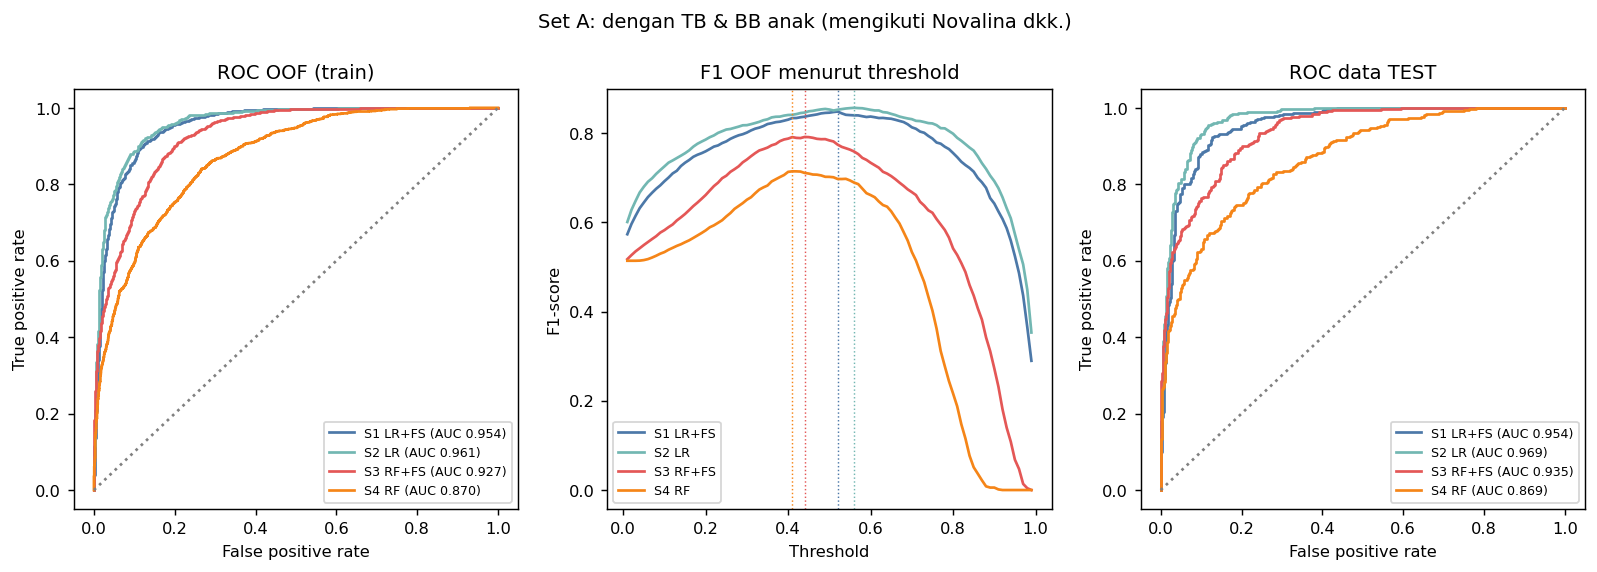 Set A: dengan TB & BB anak (mengikuti Novalina dkk.)
ROC OOF (train)
True positive rate
1.0
0.8
0.6
0.4
0.2
0.0
0.0 0.2 0.4 0.6 0.8 1.0
False positive rate
S1 LR+FS (AUC 0.954)
S2 LR (AUC 0.961)
S3 RF+FS (AUC 0.927)
S4 RF (AUC 0.870)
F1 OOF menurut threshold
F1-score
0.8
0.6
0.4
0.2
0.0
0.0 0.2 0.4 0.6 0.8 1.0
Threshold
S1 LR+FS
S2 LR
S3 RF+FS
S4 RF
ROC data TEST
True positive rate
1.0
0.8
0.6
0.4
0.2
0.0
0.0 0.2 0.4 0.6 0.8 1.0
False positive rate
S1 LR+FS (AUC 0.954)
S2 LR (AUC 0.969)
S3 RF+FS (AUC 0.935)
S4 RF (AUC 0.869)